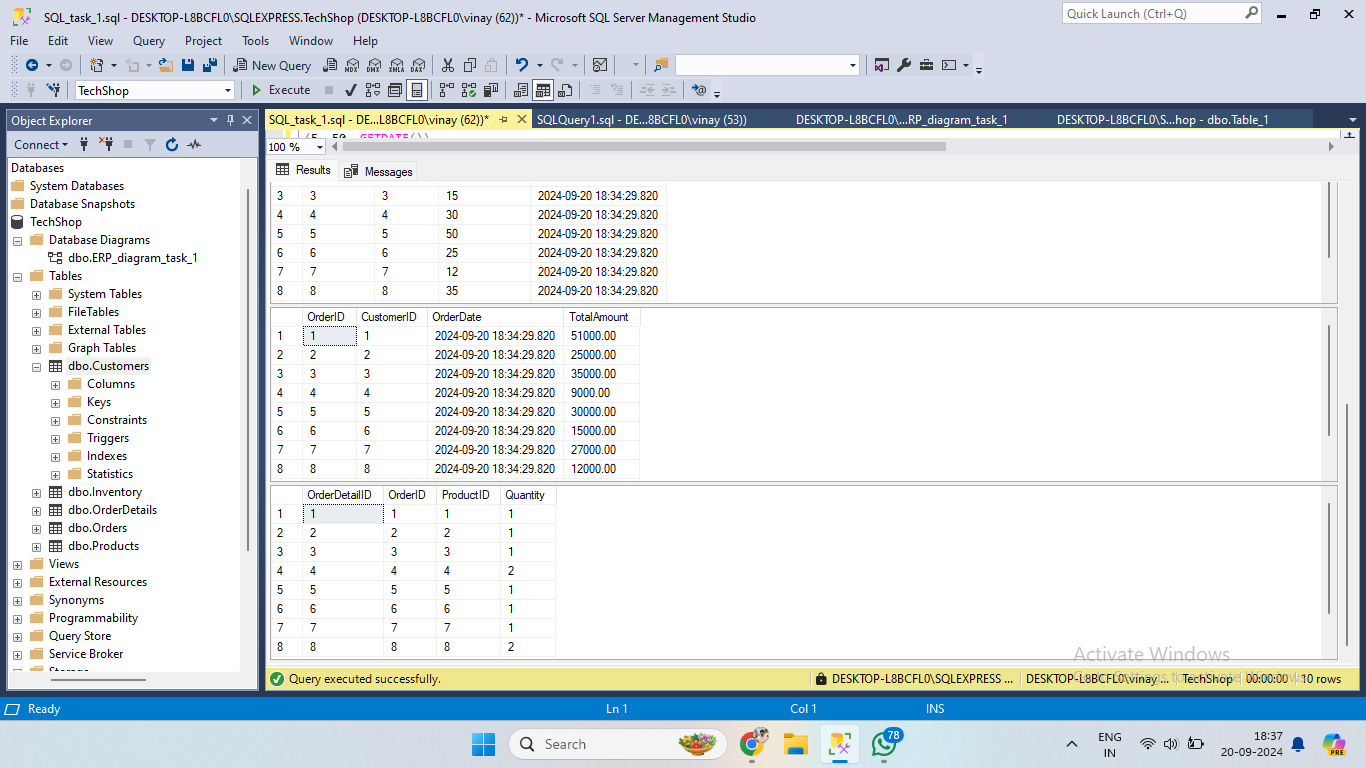 SQL_task_1.sql - DESKTOP-L8BCFL0\SQLEXPRESS.TechShop (DESKTOP-L8BCFL0\vinay (62))* - Microsoft SQL Server Management Studio
Quick Launch (Ctrl+Q)
File Edit View Query Project Tools Window Help
New Query MDX DMX XMLA DAX
TechShop Execute
Object Explorer
SQL_task_1.sql - DE...L8BCFL0\vinay (62))* SQLQuery1.sql - DE...8BCFL0\vinay (53)) DESKTOP-L8BCFL0\...RP_diagram_task_1 DESKTOP-L8BCFL0\S...hop - dbo.Table_1
Connect
100 %
Results Messages
Databases
System Databases
Database Snapshots
TechShop
Database Diagrams
dbo.ERP_diagram_task_1
Tables
System Tables
FileTables
External Tables
Graph Tables
dbo.Customers
Columns
Keys
Constraints
Triggers
Indexes
Statistics
dbo.Inventory
dbo.OrderDetails
dbo.Orders
dbo.Products
Views
External Resources
Synonyms
Programmability
Query Store
Service Broker
3 3 3 15 2024-09-20 18:34:29.820
4 4 4 30 2024-09-20 18:34:29.820
5 5 5 50 2024-09-20 18:34:29.820
6 6 6 25 2024-09-20 18:34:29.820
7 7 7 12 2024-09-20 18:34:29.820
8 8 8 35 2024-09-20 18:34:29.820
OrderID CustomerID OrderDate TotalAmount
1 1 1 2024-09-20 18:34:29.820 51000.00
2 2 2 2024-09-20 18:34:29.820 25000.00
3 3 3 2024-09-20 18:34:29.820 35000.00
4 4 4 2024-09-20 18:34:29.820 9000.00
5 5 5 2024-09-20 18:34:29.820 30000.00
6 6 6 2024-09-20 18:34:29.820 15000.00
7 7 7 2024-09-20 18:34:29.820 27000.00
8 8 8 2024-09-20 18:34:29.820 12000.00
OrderDetailID OrderID ProductID Quantity
1 1 1 1 1
2 2 2 2 1
3 3 3 3 1
4 4 4 4 2
5 5 5 5 1
6 6 6 6 1
7 7 7 7 1
8 8 8 8 2
Activate Windows
Query executed successfully. DESKTOP-L8BCFL0\SQLEXPRESS ... DESKTOP-L8BCFL0\vinay ... TechShop 00:00:00 10 rows
Ready Ln 1 Col 1 INS
Search 78 ENG IN 18:37 20-09-2024 PRE